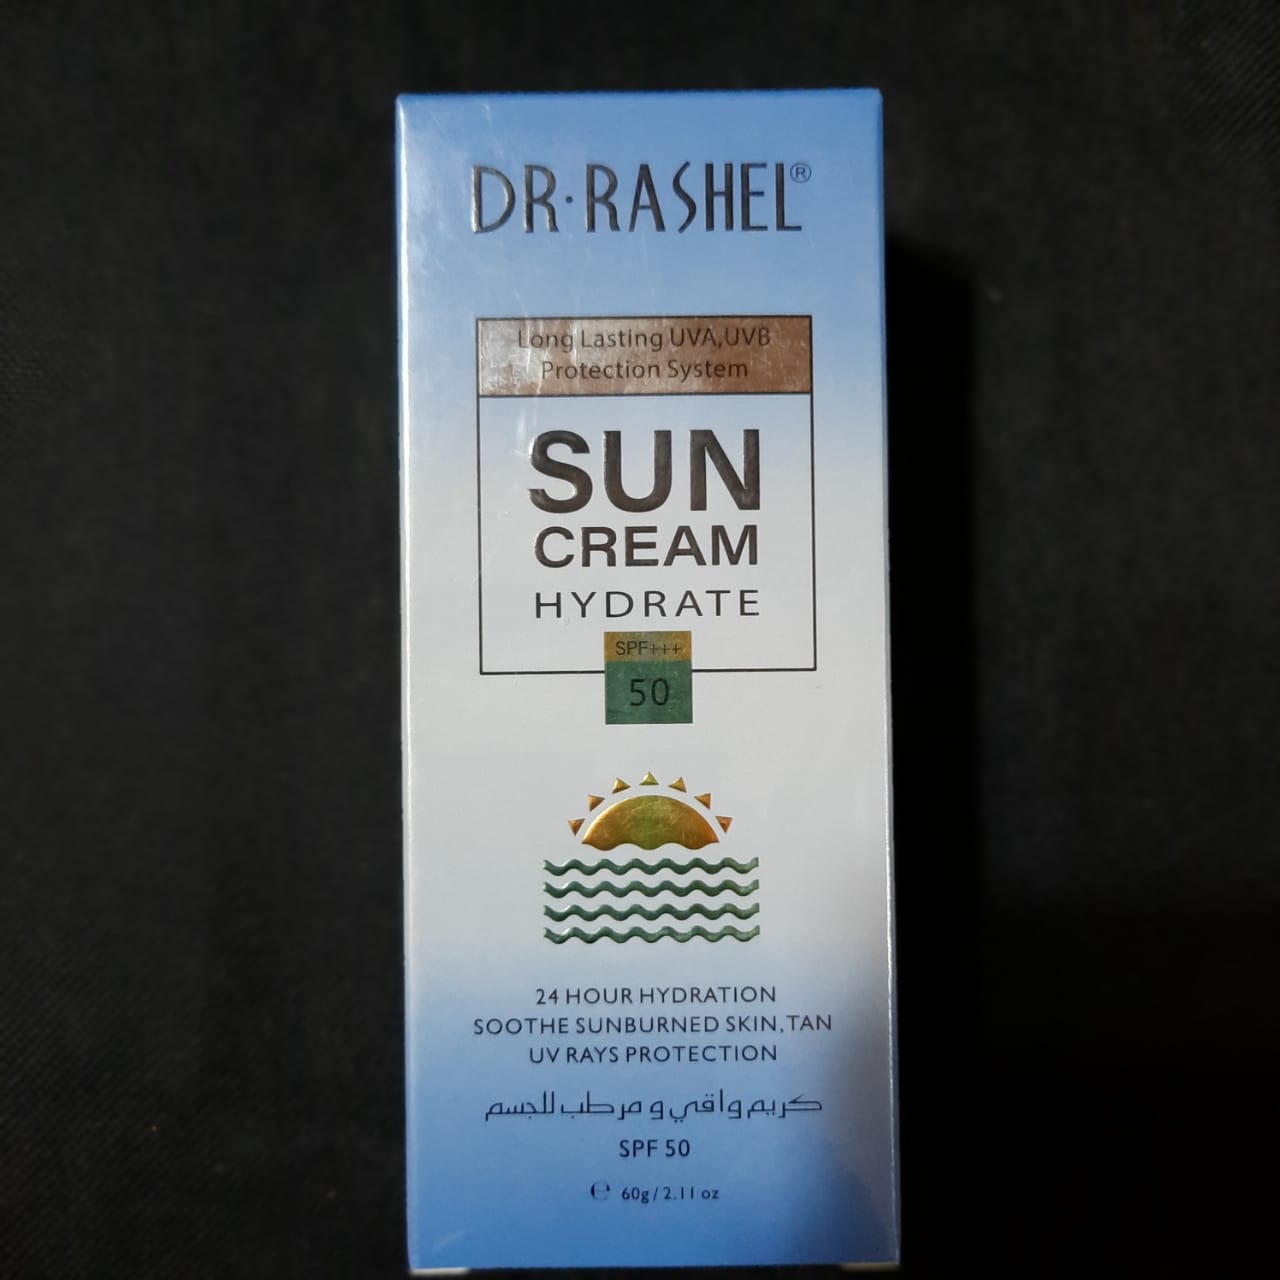 DR·RASHEL®
Long Lasting UVA,UVB
Protection System
SUN
CREAM
HYDRATE
SPF+++
50
24 HOUR HYDRATION
SOOTHE SUNBURNED SKIN,TAN
UV RAYS PROTECTION
كريم واقي و مرطب للجسم
SPF 50
℮ 60g / 2.11 oz